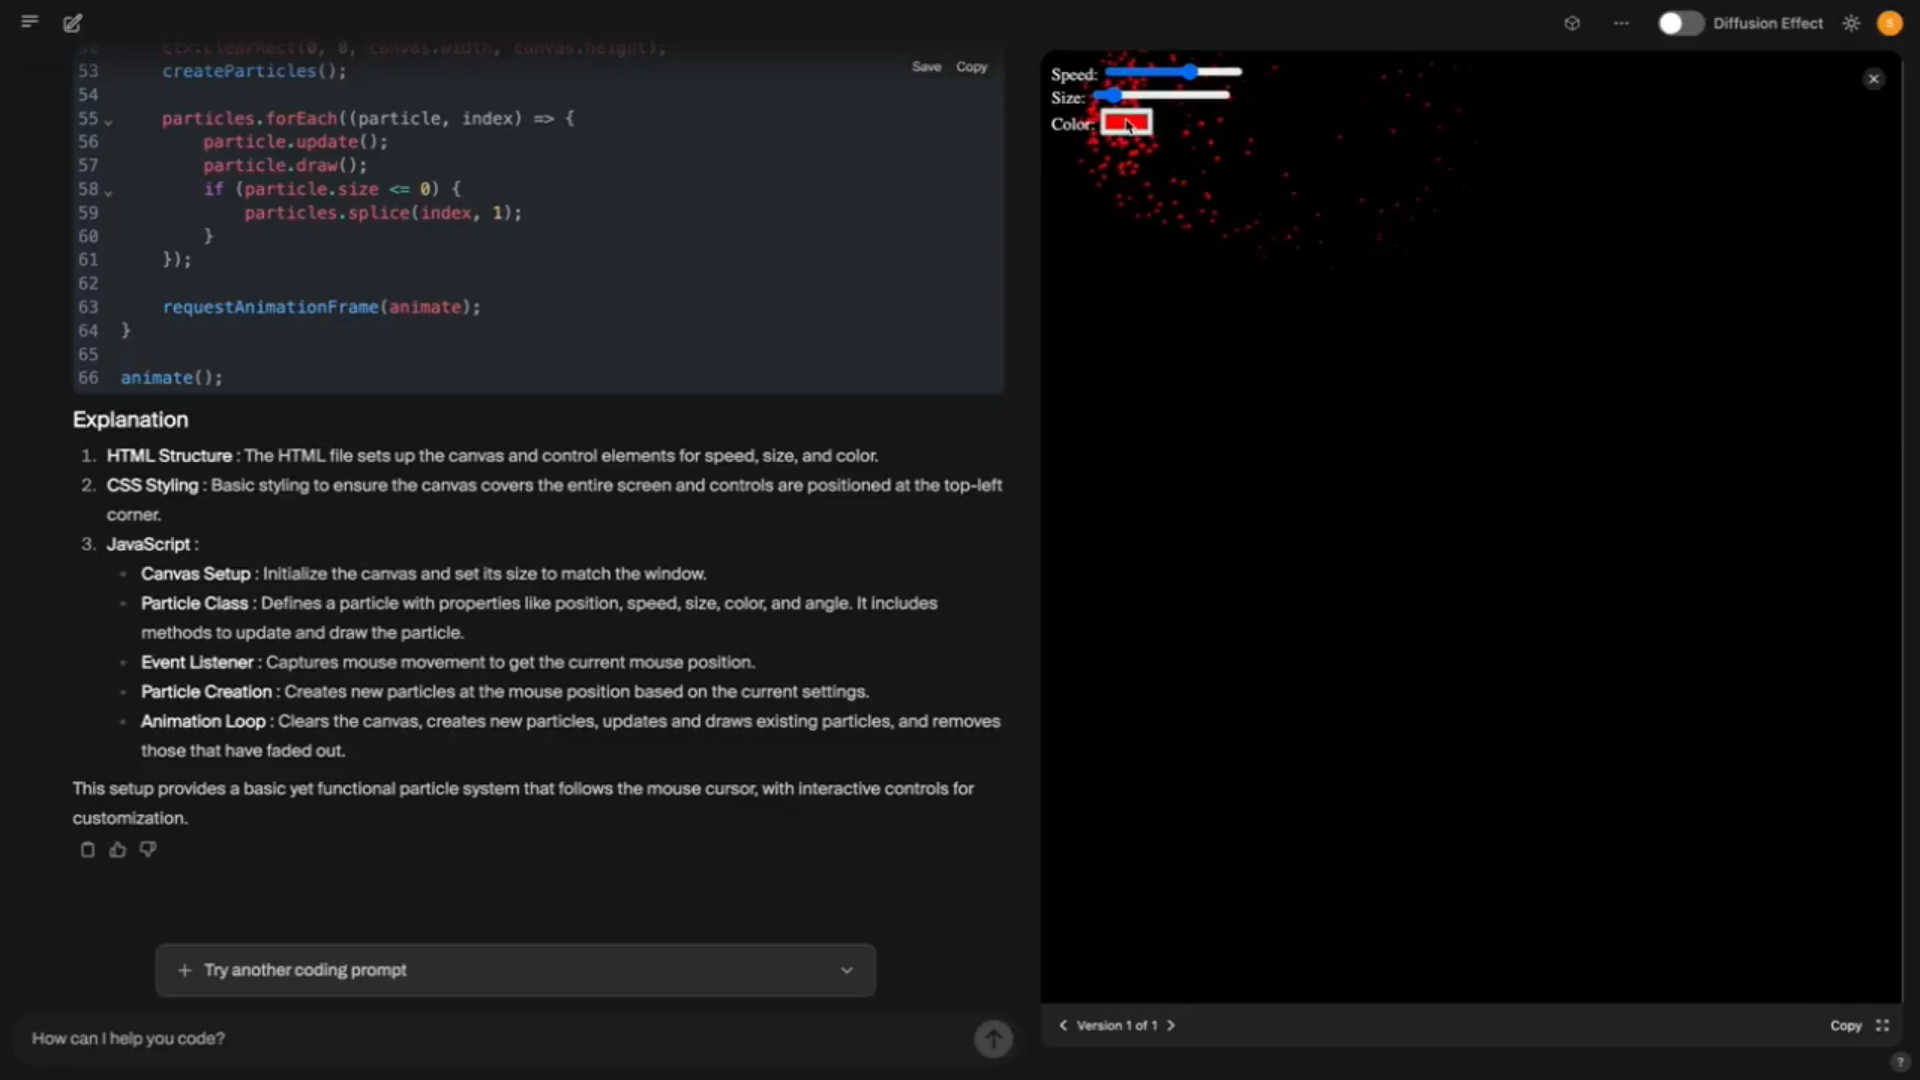 Diffusion Effect
S
52 ctx.clearRect(0, 0, canvas.width, canvas.height);
53 createParticles();
Save Copy
54
55 particles.forEach((particle, index) => {
56 particle.update();
57 particle.draw();
58 if (particle.size <= 0) {
59 particles.splice(index, 1);
60 }
61 });
62
63 requestAnimationFrame(animate);
64 }
65
66 animate();
Explanation
1. HTML Structure : The HTML file sets up the canvas and control elements for speed, size, and color.
2. CSS Styling : Basic styling to ensure the canvas covers the entire screen and controls are positioned at the top-left
corner.
3. JavaScript :
Canvas Setup : Initialize the canvas and set its size to match the window.
Particle Class : Defines a particle with properties like position, speed, size, color, and angle. It includes
methods to update and draw the particle.
Event Listener : Captures mouse movement to get the current mouse position.
Particle Creation : Creates new particles at the mouse position based on the current settings.
Animation Loop : Clears the canvas, creates new particles, updates and draws existing particles, and removes
those that have faded out.
This setup provides a basic yet functional particle system that follows the mouse cursor, with interactive controls for
customization.
+ Try another coding prompt
How can I help you code?
Speed:
Size:
Color:
Version 1 of 1
Copy
?